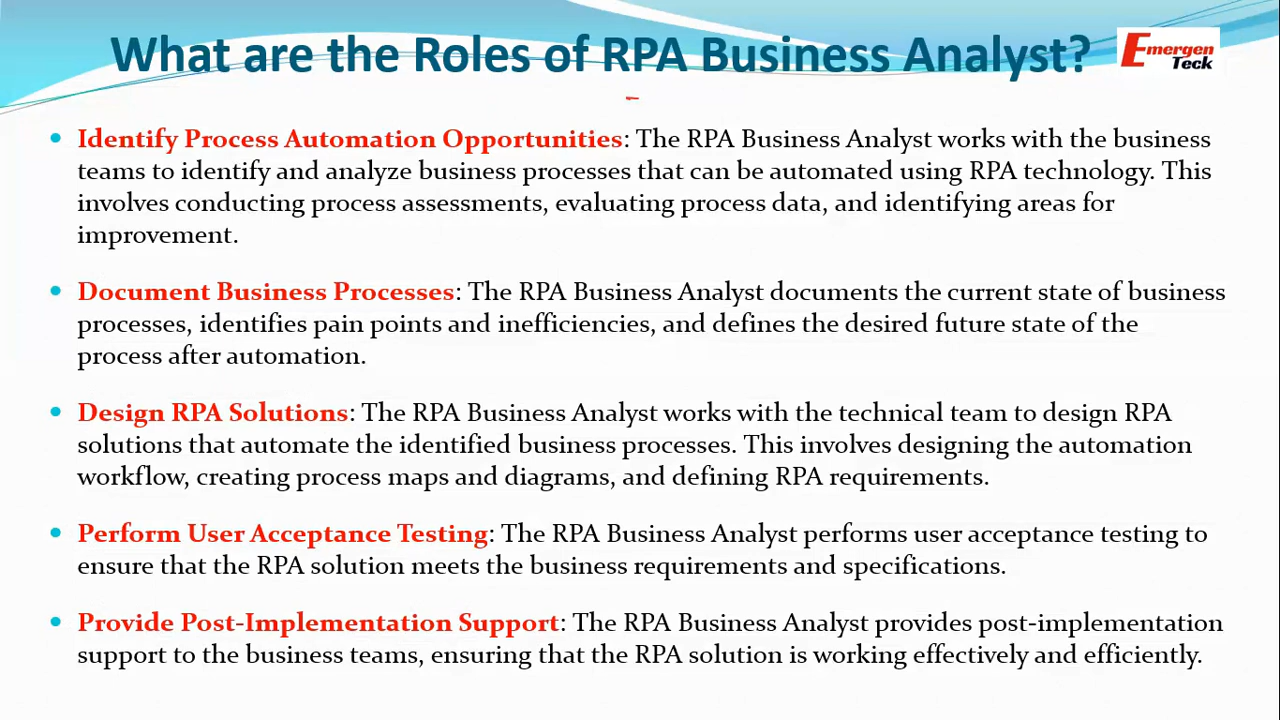 What are the Roles of RPA Business Analyst?
Emergen
Teck
• Identify Process Automation Opportunities: The RPA Business Analyst works with the business
teams to identify and analyze business processes that can be automated using RPA technology. This
involves conducting process assessments, evaluating process data, and identifying areas for
improvement.
• Document Business Processes: The RPA Business Analyst documents the current state of business
processes, identifies pain points and inefficiencies, and defines the desired future state of the
process after automation.
• Design RPA Solutions: The RPA Business Analyst works with the technical team to design RPA
solutions that automate the identified business processes. This involves designing the automation
workflow, creating process maps and diagrams, and defining RPA requirements.
• Perform User Acceptance Testing: The RPA Business Analyst performs user acceptance testing to
ensure that the RPA solution meets the business requirements and specifications.
• Provide Post-Implementation Support: The RPA Business Analyst provides post-implementation
support to the business teams, ensuring that the RPA solution is working effectively and efficiently.